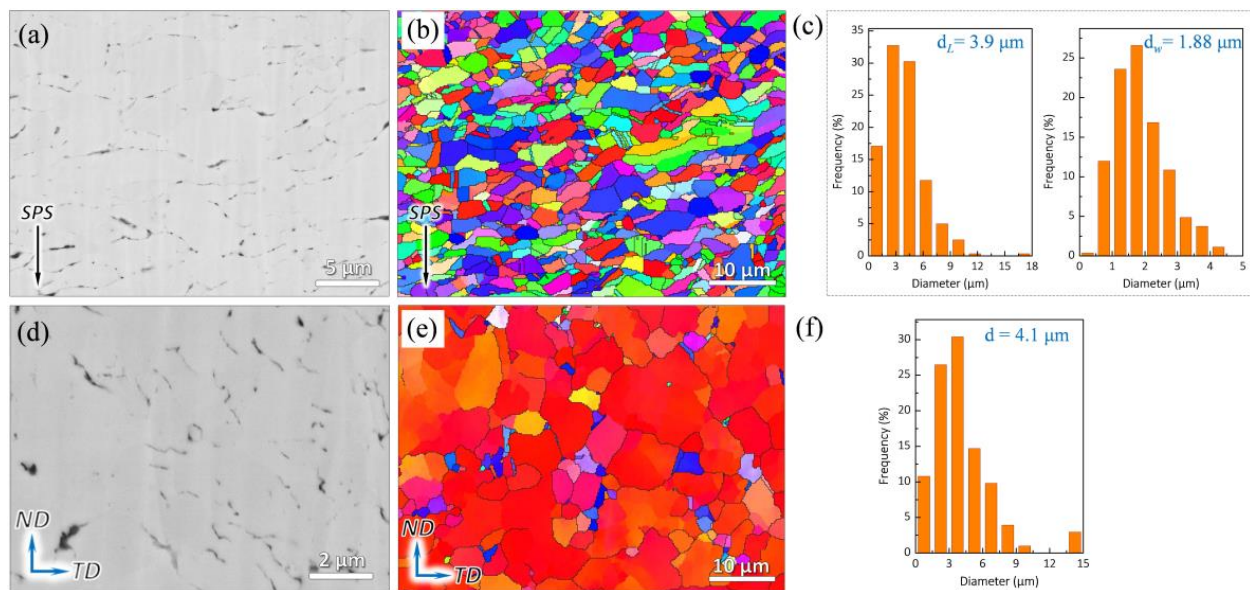 (a)
SPS
5 μm
(b)
SPS
10 μm
(c)
d_L = 3.9 μm
Frequency (%)
35
30
25
20
15
10
5
0
0 3 6 9 12 15 18
Diameter (μm)
d_w = 1.88 μm
Frequency (%)
25
20
15
10
5
0
0 1 2 3 4 5
Diameter (μm)
(d)
ND
TD
2 μm
(e)
ND
TD
10 μm
(f)
d = 4.1 μm
Frequency (%)
30
25
20
15
10
5
0
0 3 6 9 12 15
Diameter (μm)